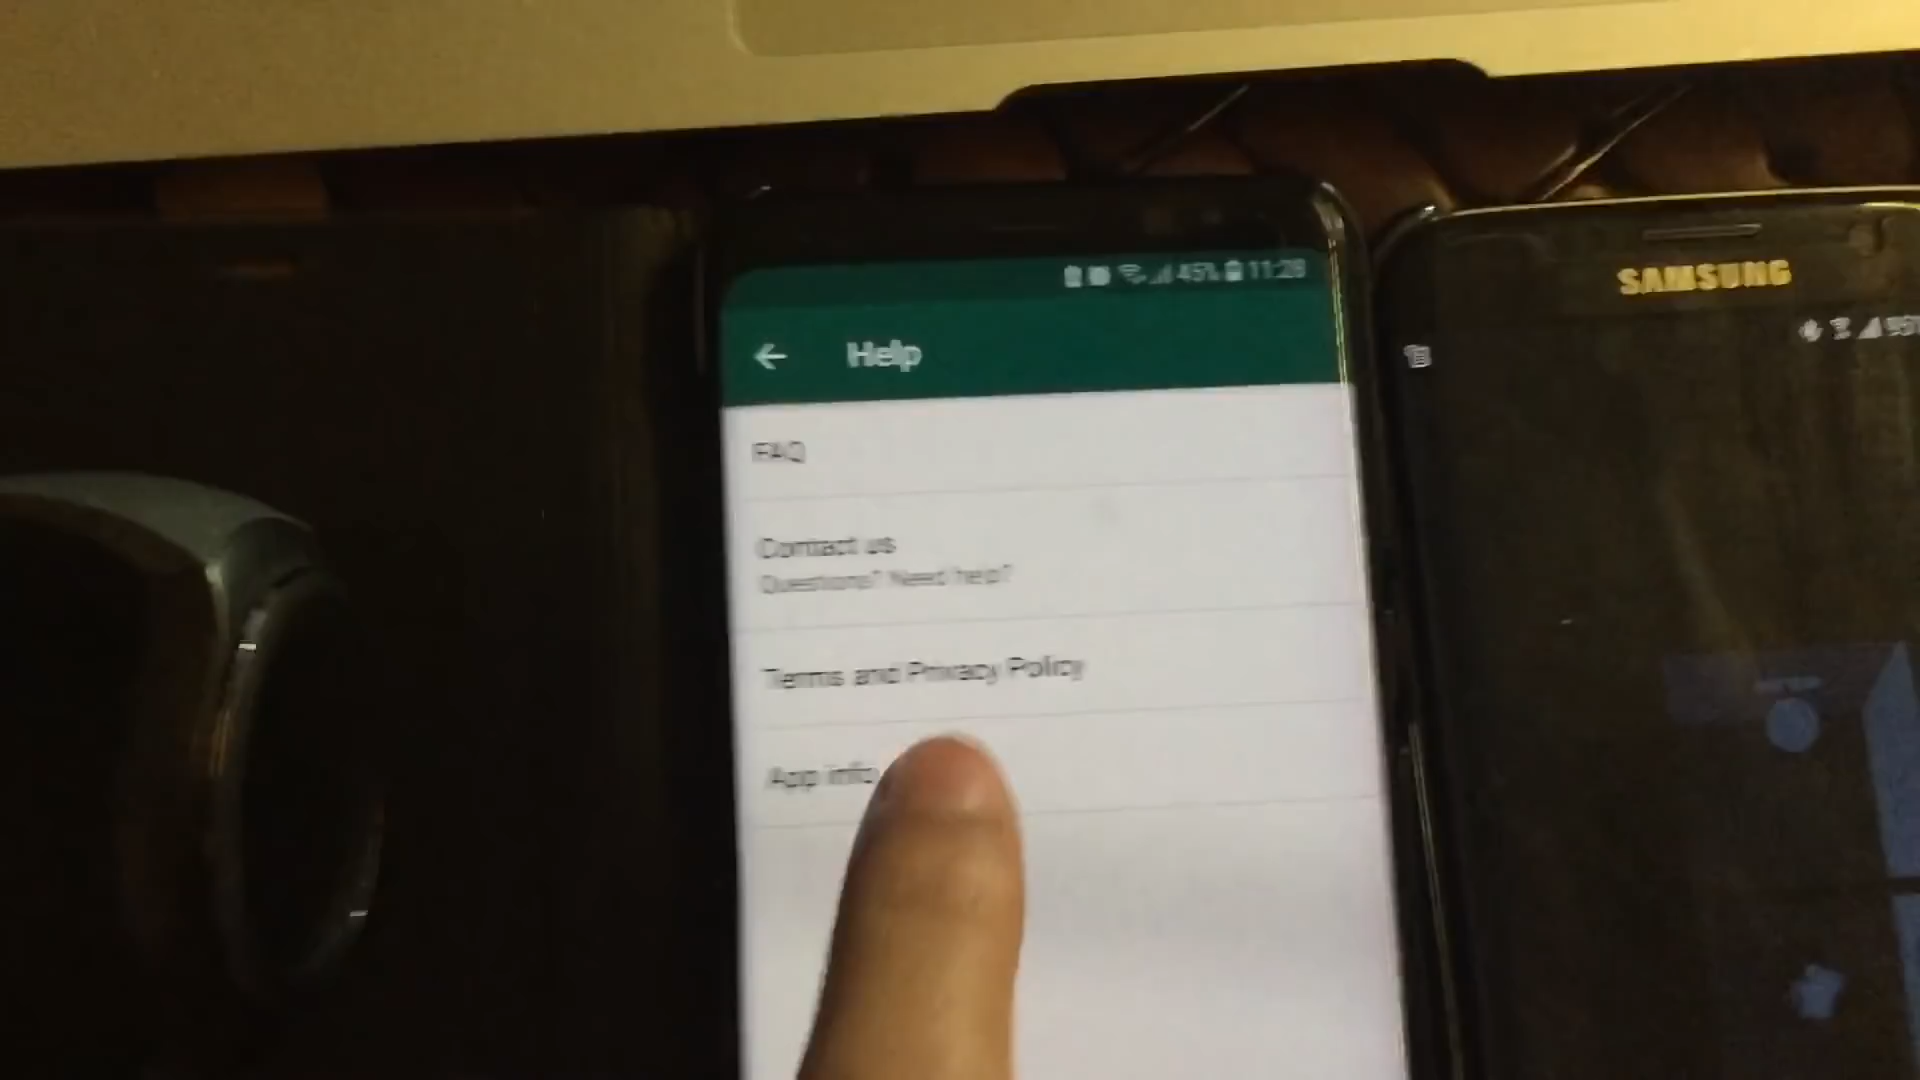 45% 11:28
Help
SAMSUNG
FAQ
Contact us
Questions? Need help?
Terms and Privacy Policy
App info